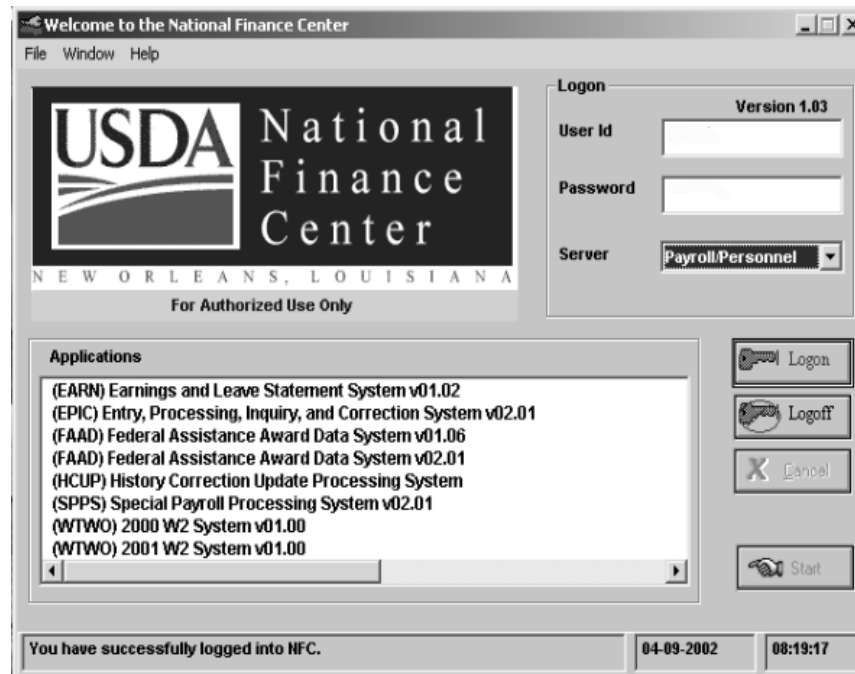 Welcome to the National Finance Center
File Window Help
USDA
National
Finance
Center
NEW ORLEANS, LOUISIANA
For Authorized Use Only
Logon
Version 1.03
User Id
Password
Server
Payroll/Personnel
Applications
(EARN) Earnings and Leave Statement System v01.02
(EPIC) Entry, Processing, Inquiry, and Correction System v02.01
(FAAD) Federal Assistance Award Data System v01.06
(FAAD) Federal Assistance Award Data System v02.01
(HCUP) History Correction Update Processing System
(SPPS) Special Payroll Processing System v02.01
(WTWO) 2000 W2 System v01.00
(WTWO) 2001 W2 System v01.00
Logon
Logoff
Cancel
Start
You have successfully logged into NFC.
04-09-2002
08:19:17